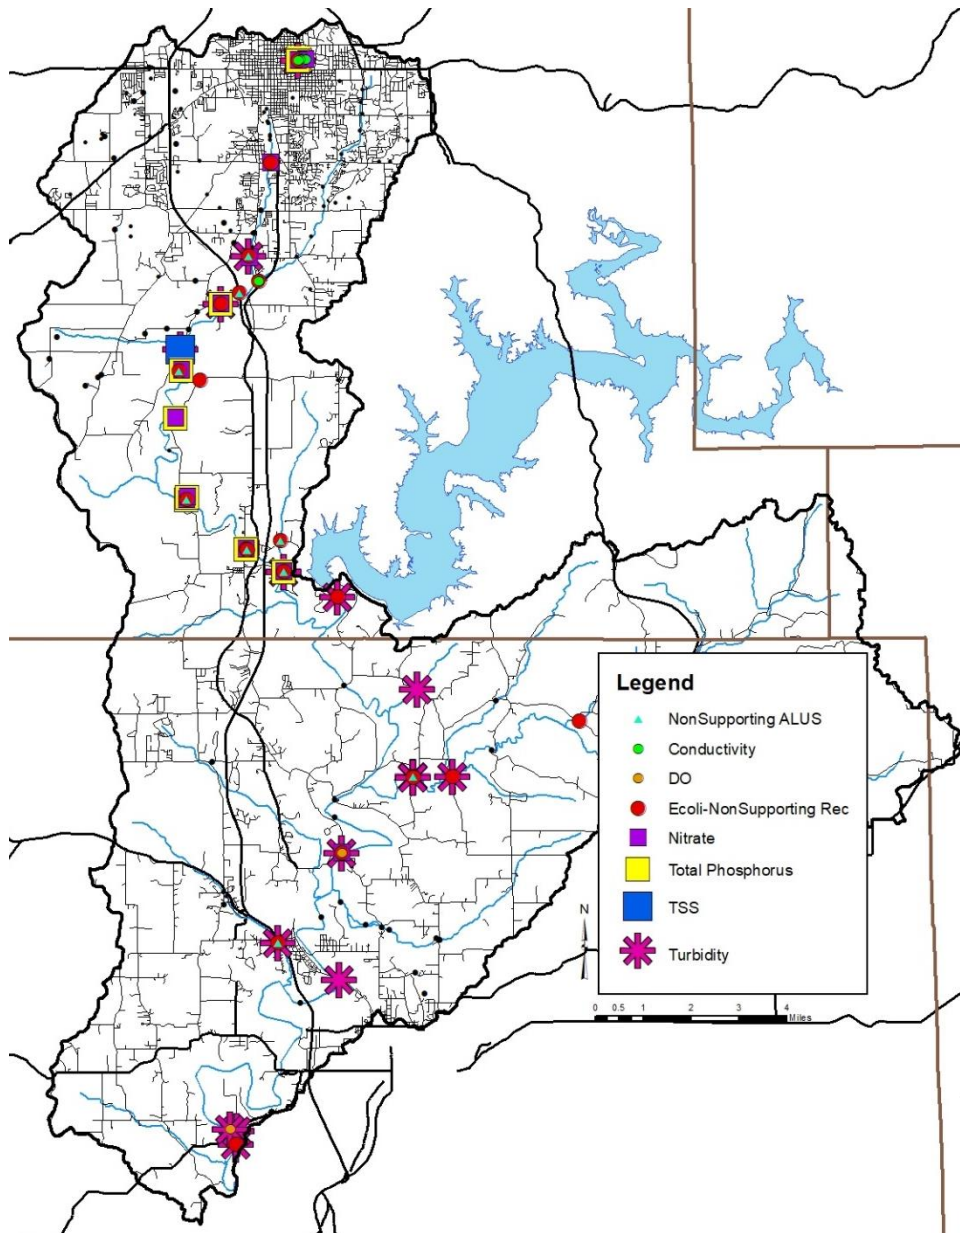 Legend
NonSupporting ALUS
Conductivity
DO
Ecoli-NonSupporting Rec
Nitrate
Total Phosphorus
TSS
Turbidity
N
0 0.5 1 2 3 4
Miles